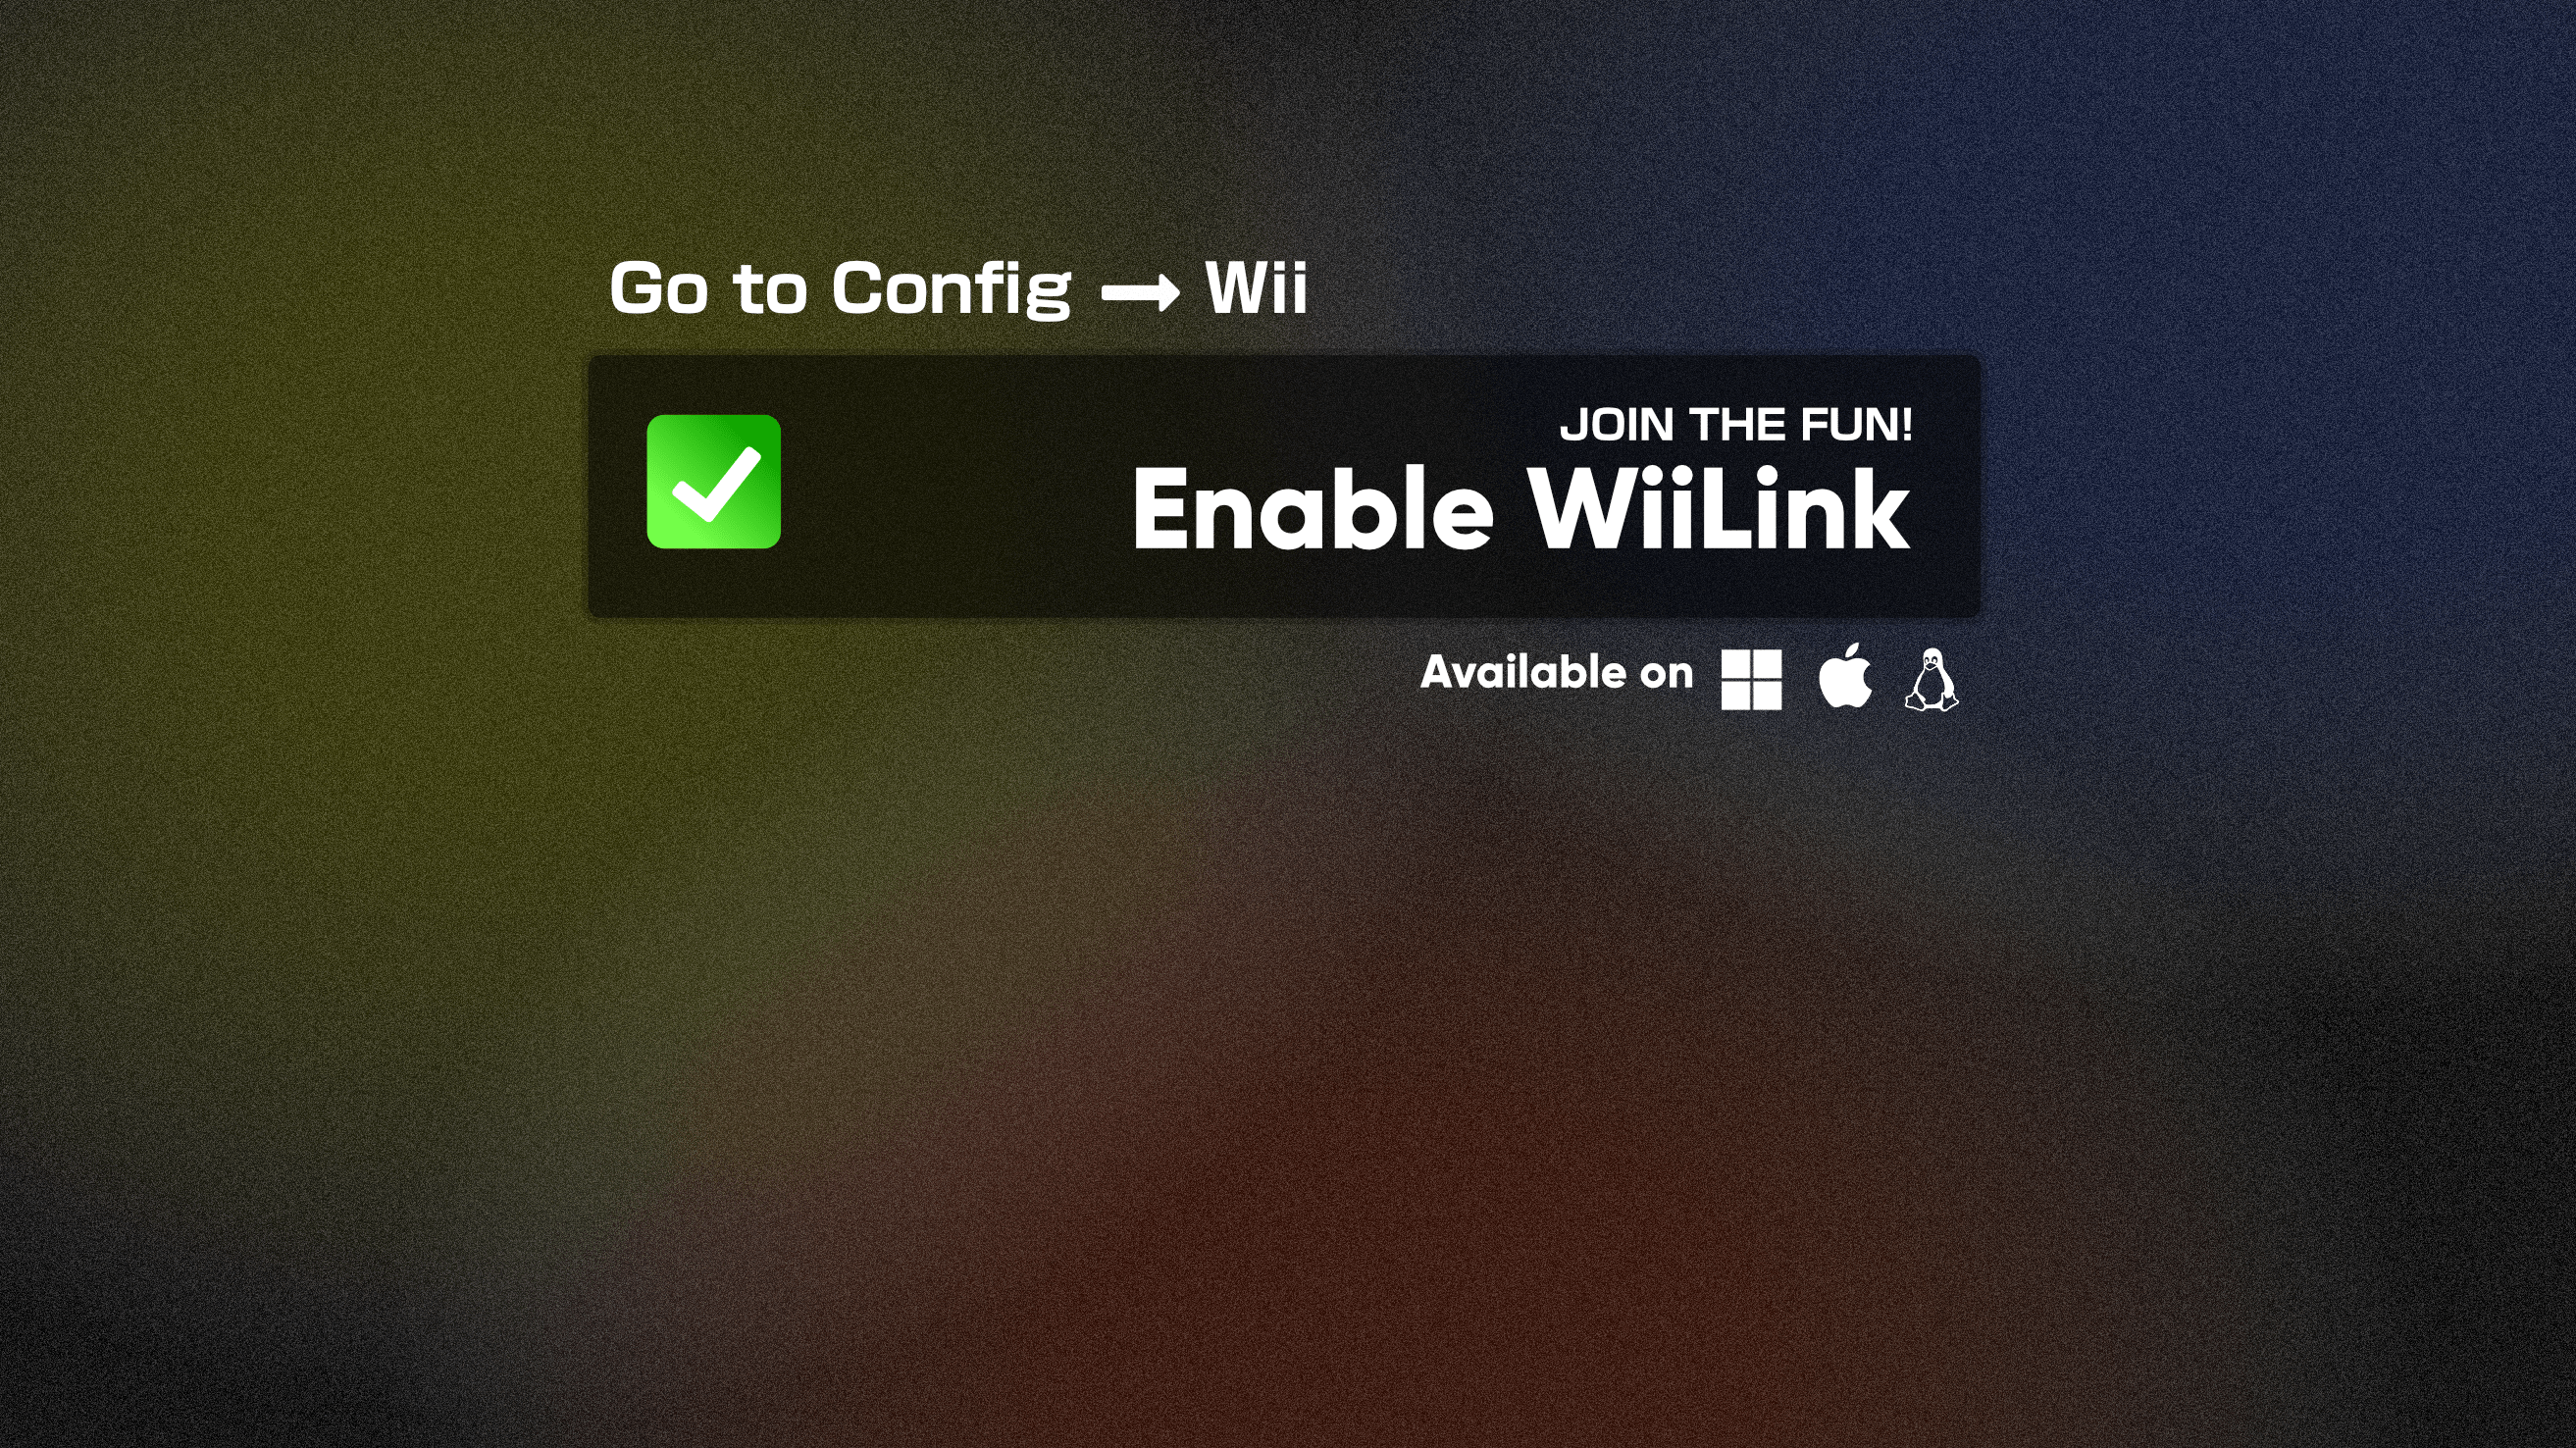 Go to Config → Wii
JOIN THE FUN!
Enable WiiLink
Available on